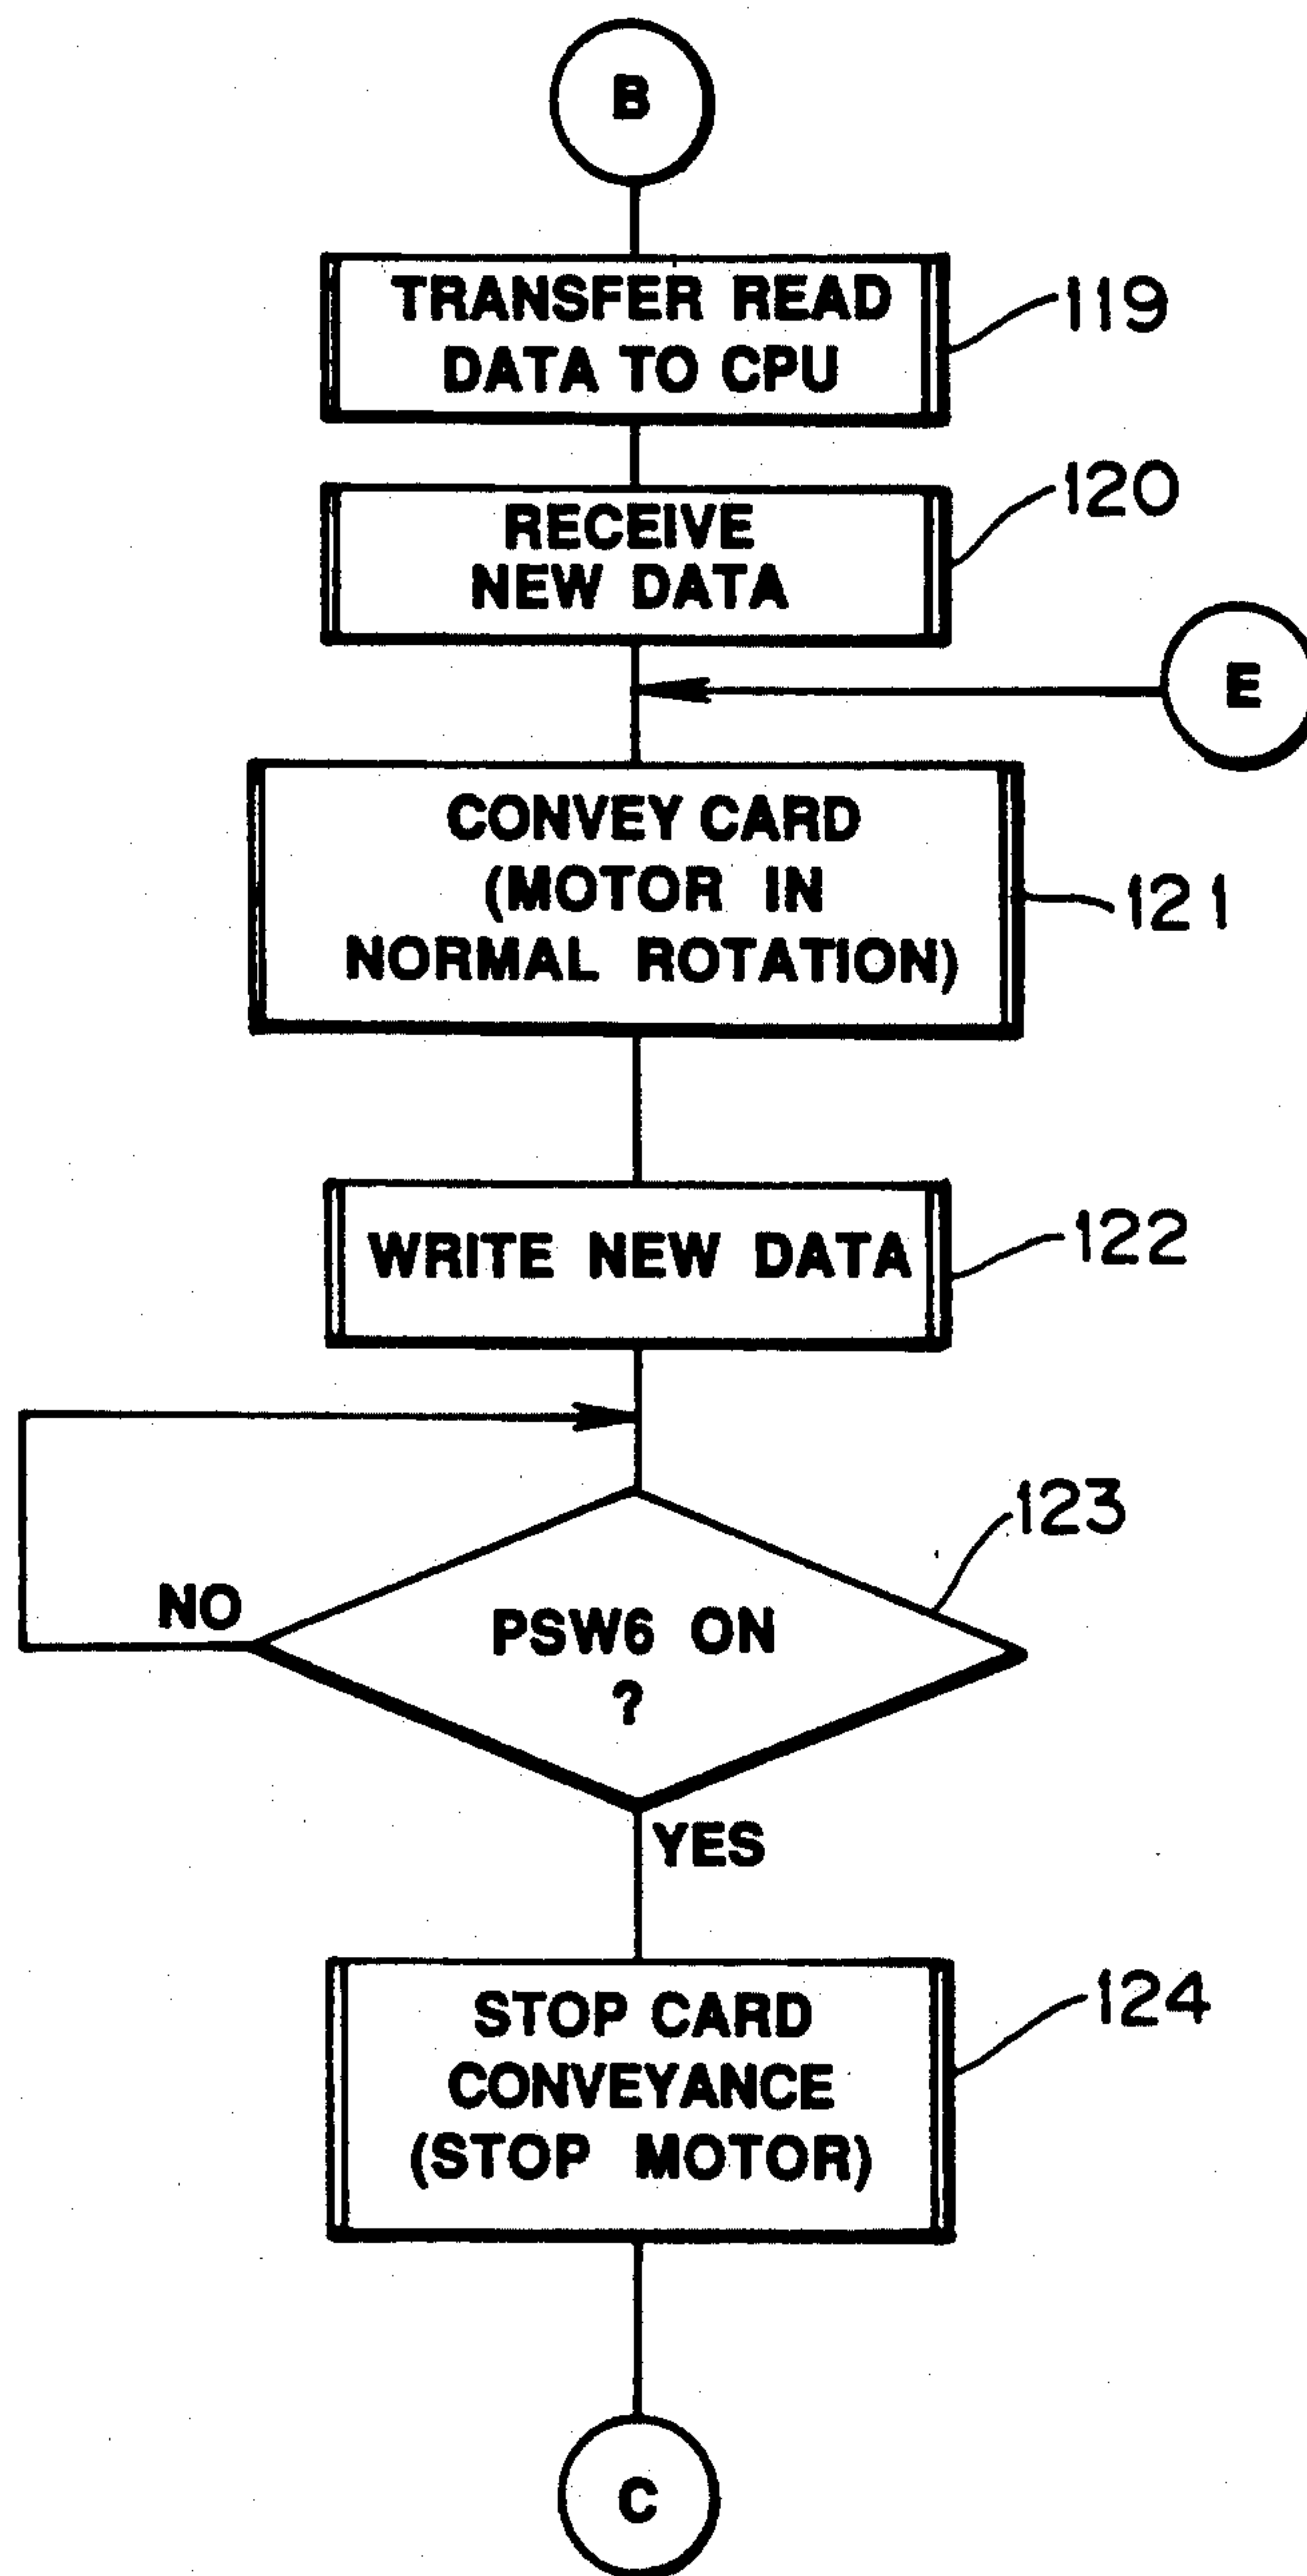 B
TRANSFER READ
DATA TO CPU
119
RECEIVE
NEW DATA
120
E
CONVEY CARD
(MOTOR IN
NORMAL ROTATION)
121
WRITE NEW DATA
122
123
NO
PSW6 ON
?
YES
STOP CARD
CONVEYANCE
(STOP MOTOR)
124
C